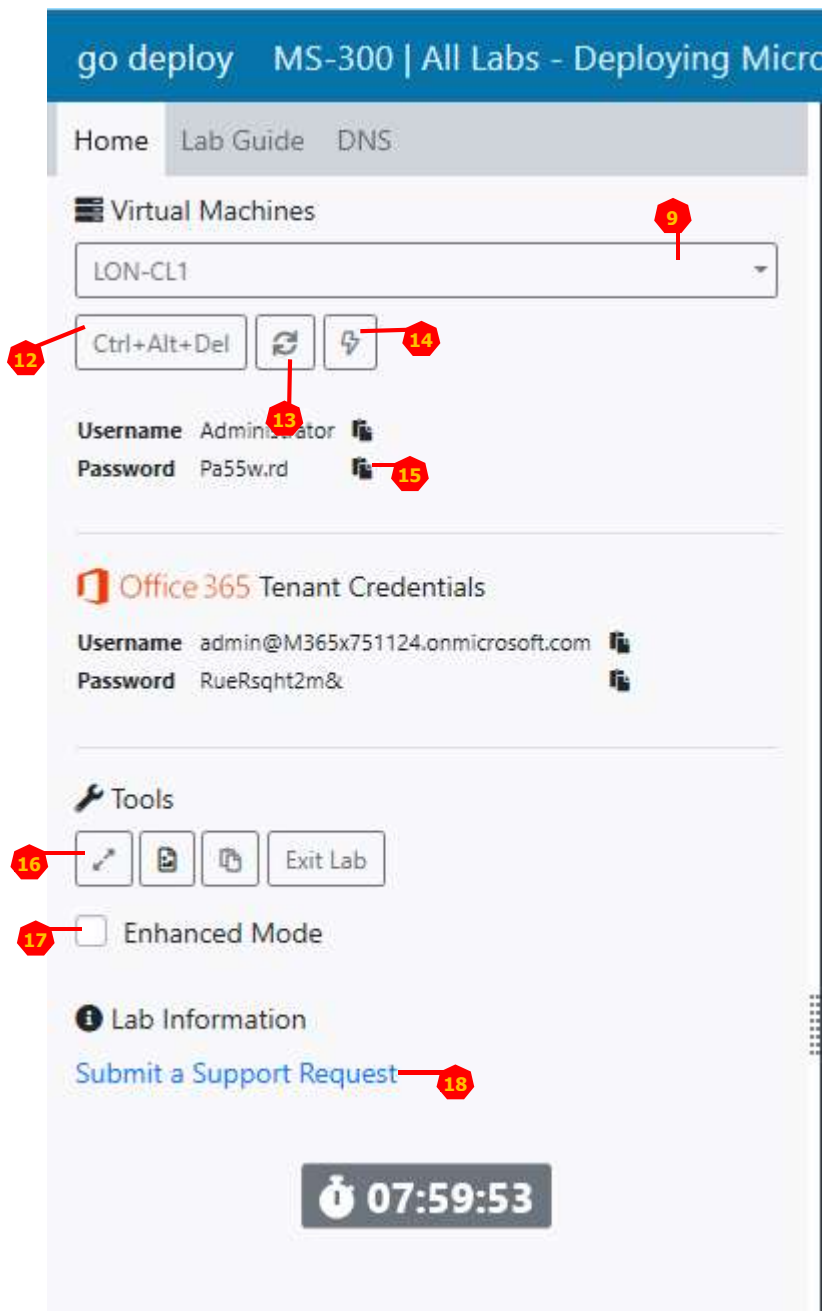 go deploy MS-300 | All Labs - Deploying Micro
Home Lab Guide DNS
Virtual Machines
9
LON-CL1
12
Ctrl+Alt+Del
14
13
Username Administrator
Password Pa55w.rd
15
Office 365 Tenant Credentials
Username admin@M365x751124.onmicrosoft.com
Password RueRsqht2m&
Tools
16
Exit Lab
17
Enhanced Mode
Lab Information
Submit a Support Request
18
07:59:53